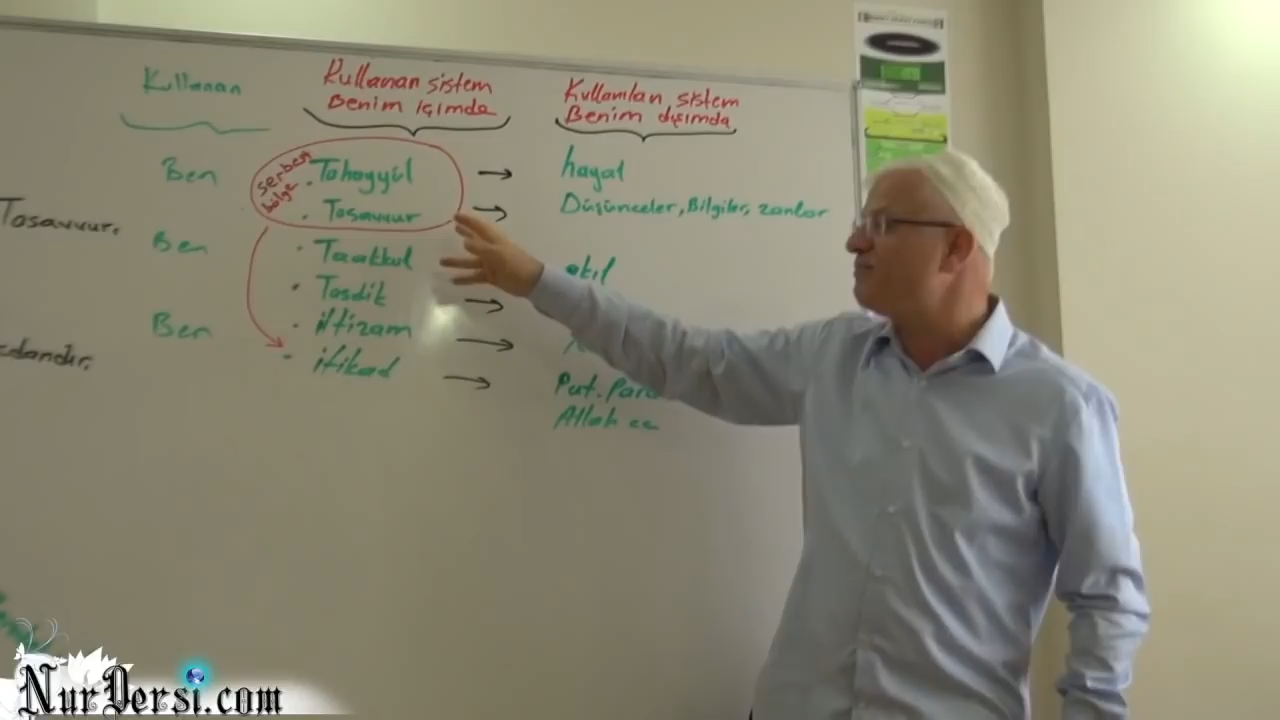 Kullanan
Kullanan sistem
Benim içimde
Kullanılan sistem
Benim dışımda
serbest
bölge
Ben
. Tahayyül → hayal
. Tasavvur → Düşünceler, Bilgiler, zanlar
Tasavvur,
Ben
. Taakkul
akıl
. Tasdik →
Ben
. iltizam →
. itikad → Put. Para
Allah cc
NurDersi.com